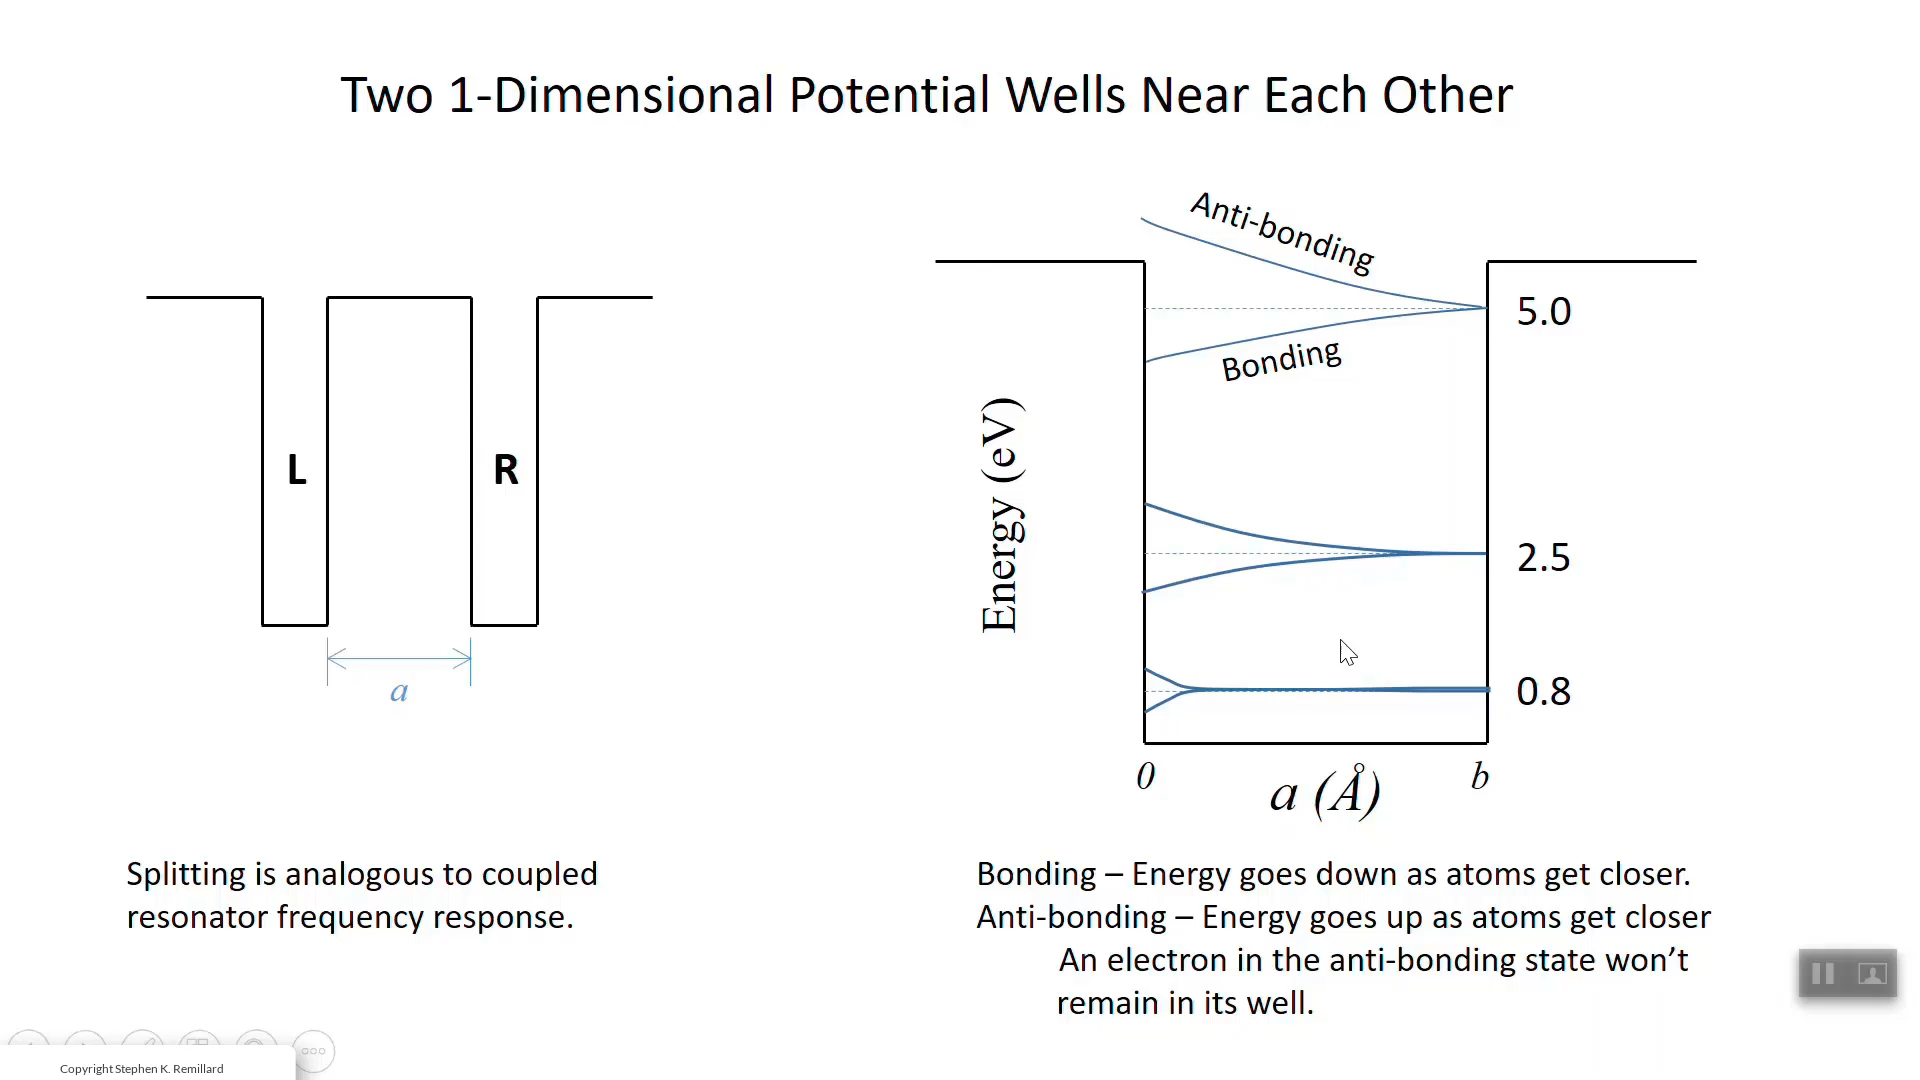 Two 1-Dimensional Potential Wells Near Each Other
L
R
a
Anti-bonding
Bonding
5.0
2.5
0.8
Energy (eV)
0
b
a (Å)
Splitting is analogous to coupled
resonator frequency response.
Bonding – Energy goes down as atoms get closer.
Anti-bonding – Energy goes up as atoms get closer
An electron in the anti-bonding state won’t
remain in its well.
Copyright Stephen K. Remillard